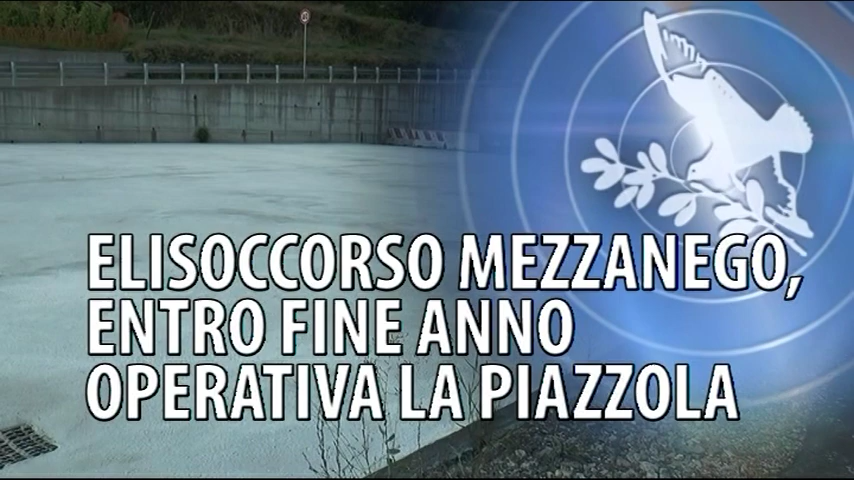 ELISOCCORSO MEZZANEGO,
ENTRO FINE ANNO
OPERATIVA LA PIAZZOLA